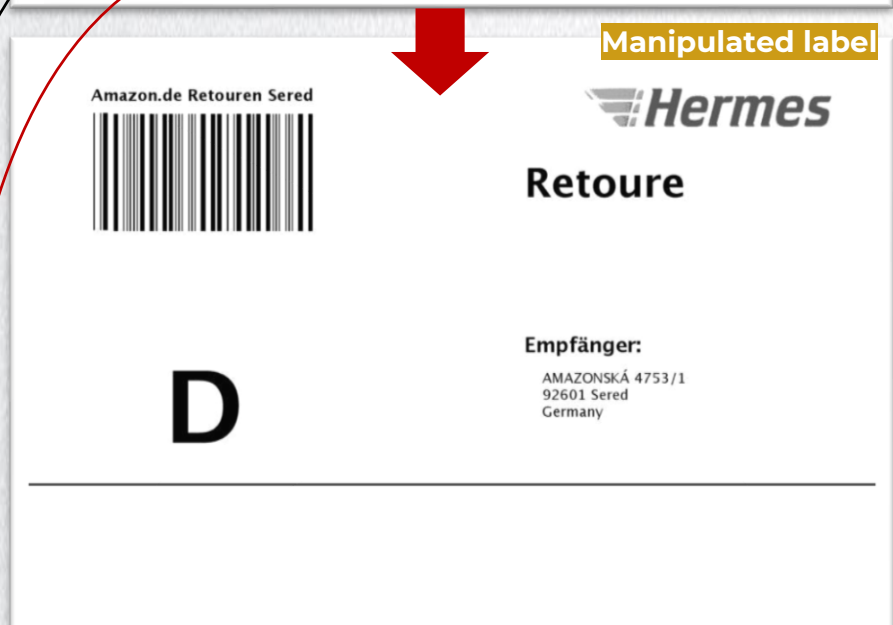 Manipulated label
Amazon.de Retouren Sered
Hermes
Retoure
Empfänger:
AMAZONSKÁ 4753/1
92601 Sered
Germany
D